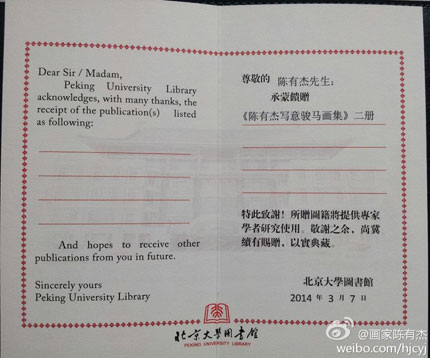 Dear Sir / Madam,
Peking University Library
acknowledges, with many thanks, the
receipt of the publication(s) listed
as following:
And hopes to receive other
publications from you in future.
Sincerely yours
Peking University Library
尊敬的 陈有杰先生:
承蒙饋贈
《陈有杰写意骏马画集》二册
特此致謝!所贈圖籍將提供專家
學者研究使用。敬謝之余,尚冀
續有賜贈,以實典藏。
北京大學圖書館
2014 年 3 月 7 日
北京大學圖書館
PEKING UNIVERSITY LIBRARY
@画家陈有杰
weibo.com/hjcyj